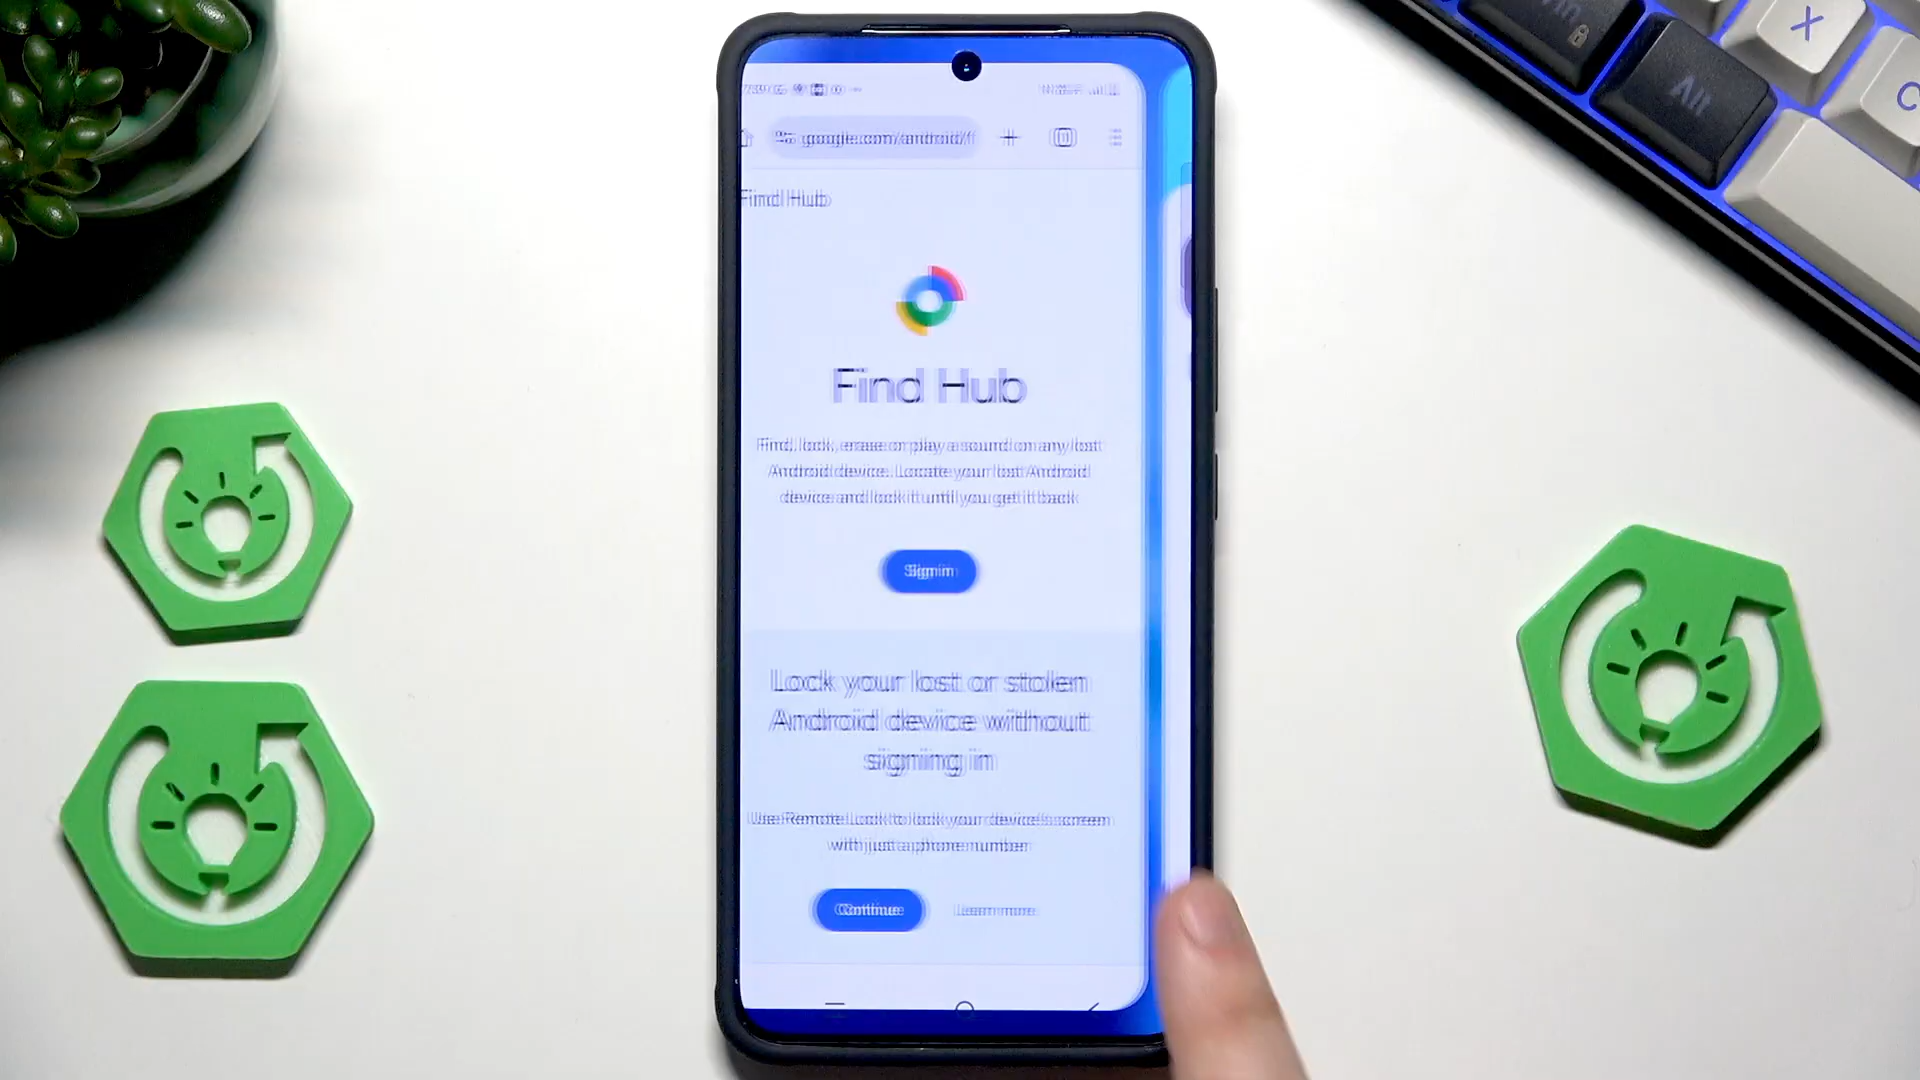 X
Alt
C
google.com/android/f
Find Hub
Find Hub
Find, lock, erase or play a sound on any lost
Android device. Locate your lost Android
device and lock it until you get it back
Sign in
Lock your lost or stolen
Android device without
signing in
Use Remote Lock to lock your device's screen
with just a phone number
Continue
Learn more